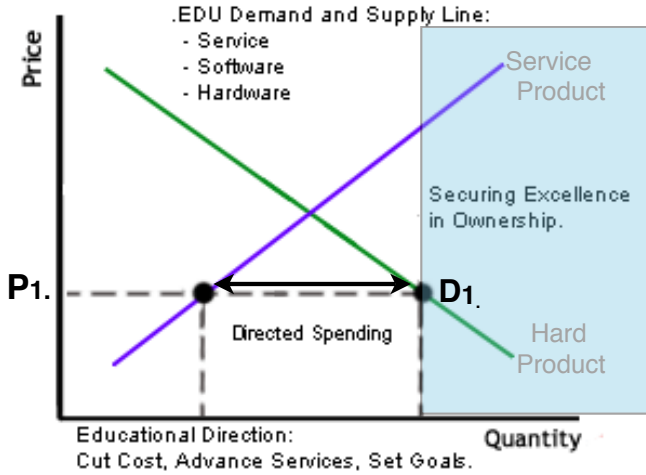 .EDU Demand and Supply Line:
- Service
- Software
- Hardware
Price
Service
Product
Securing Excellence
in Ownership.
P1.
D1.
Directed Spending
Hard
Product
Quantity
Educational Direction:
Cut Cost, Advance Services, Set Goals.